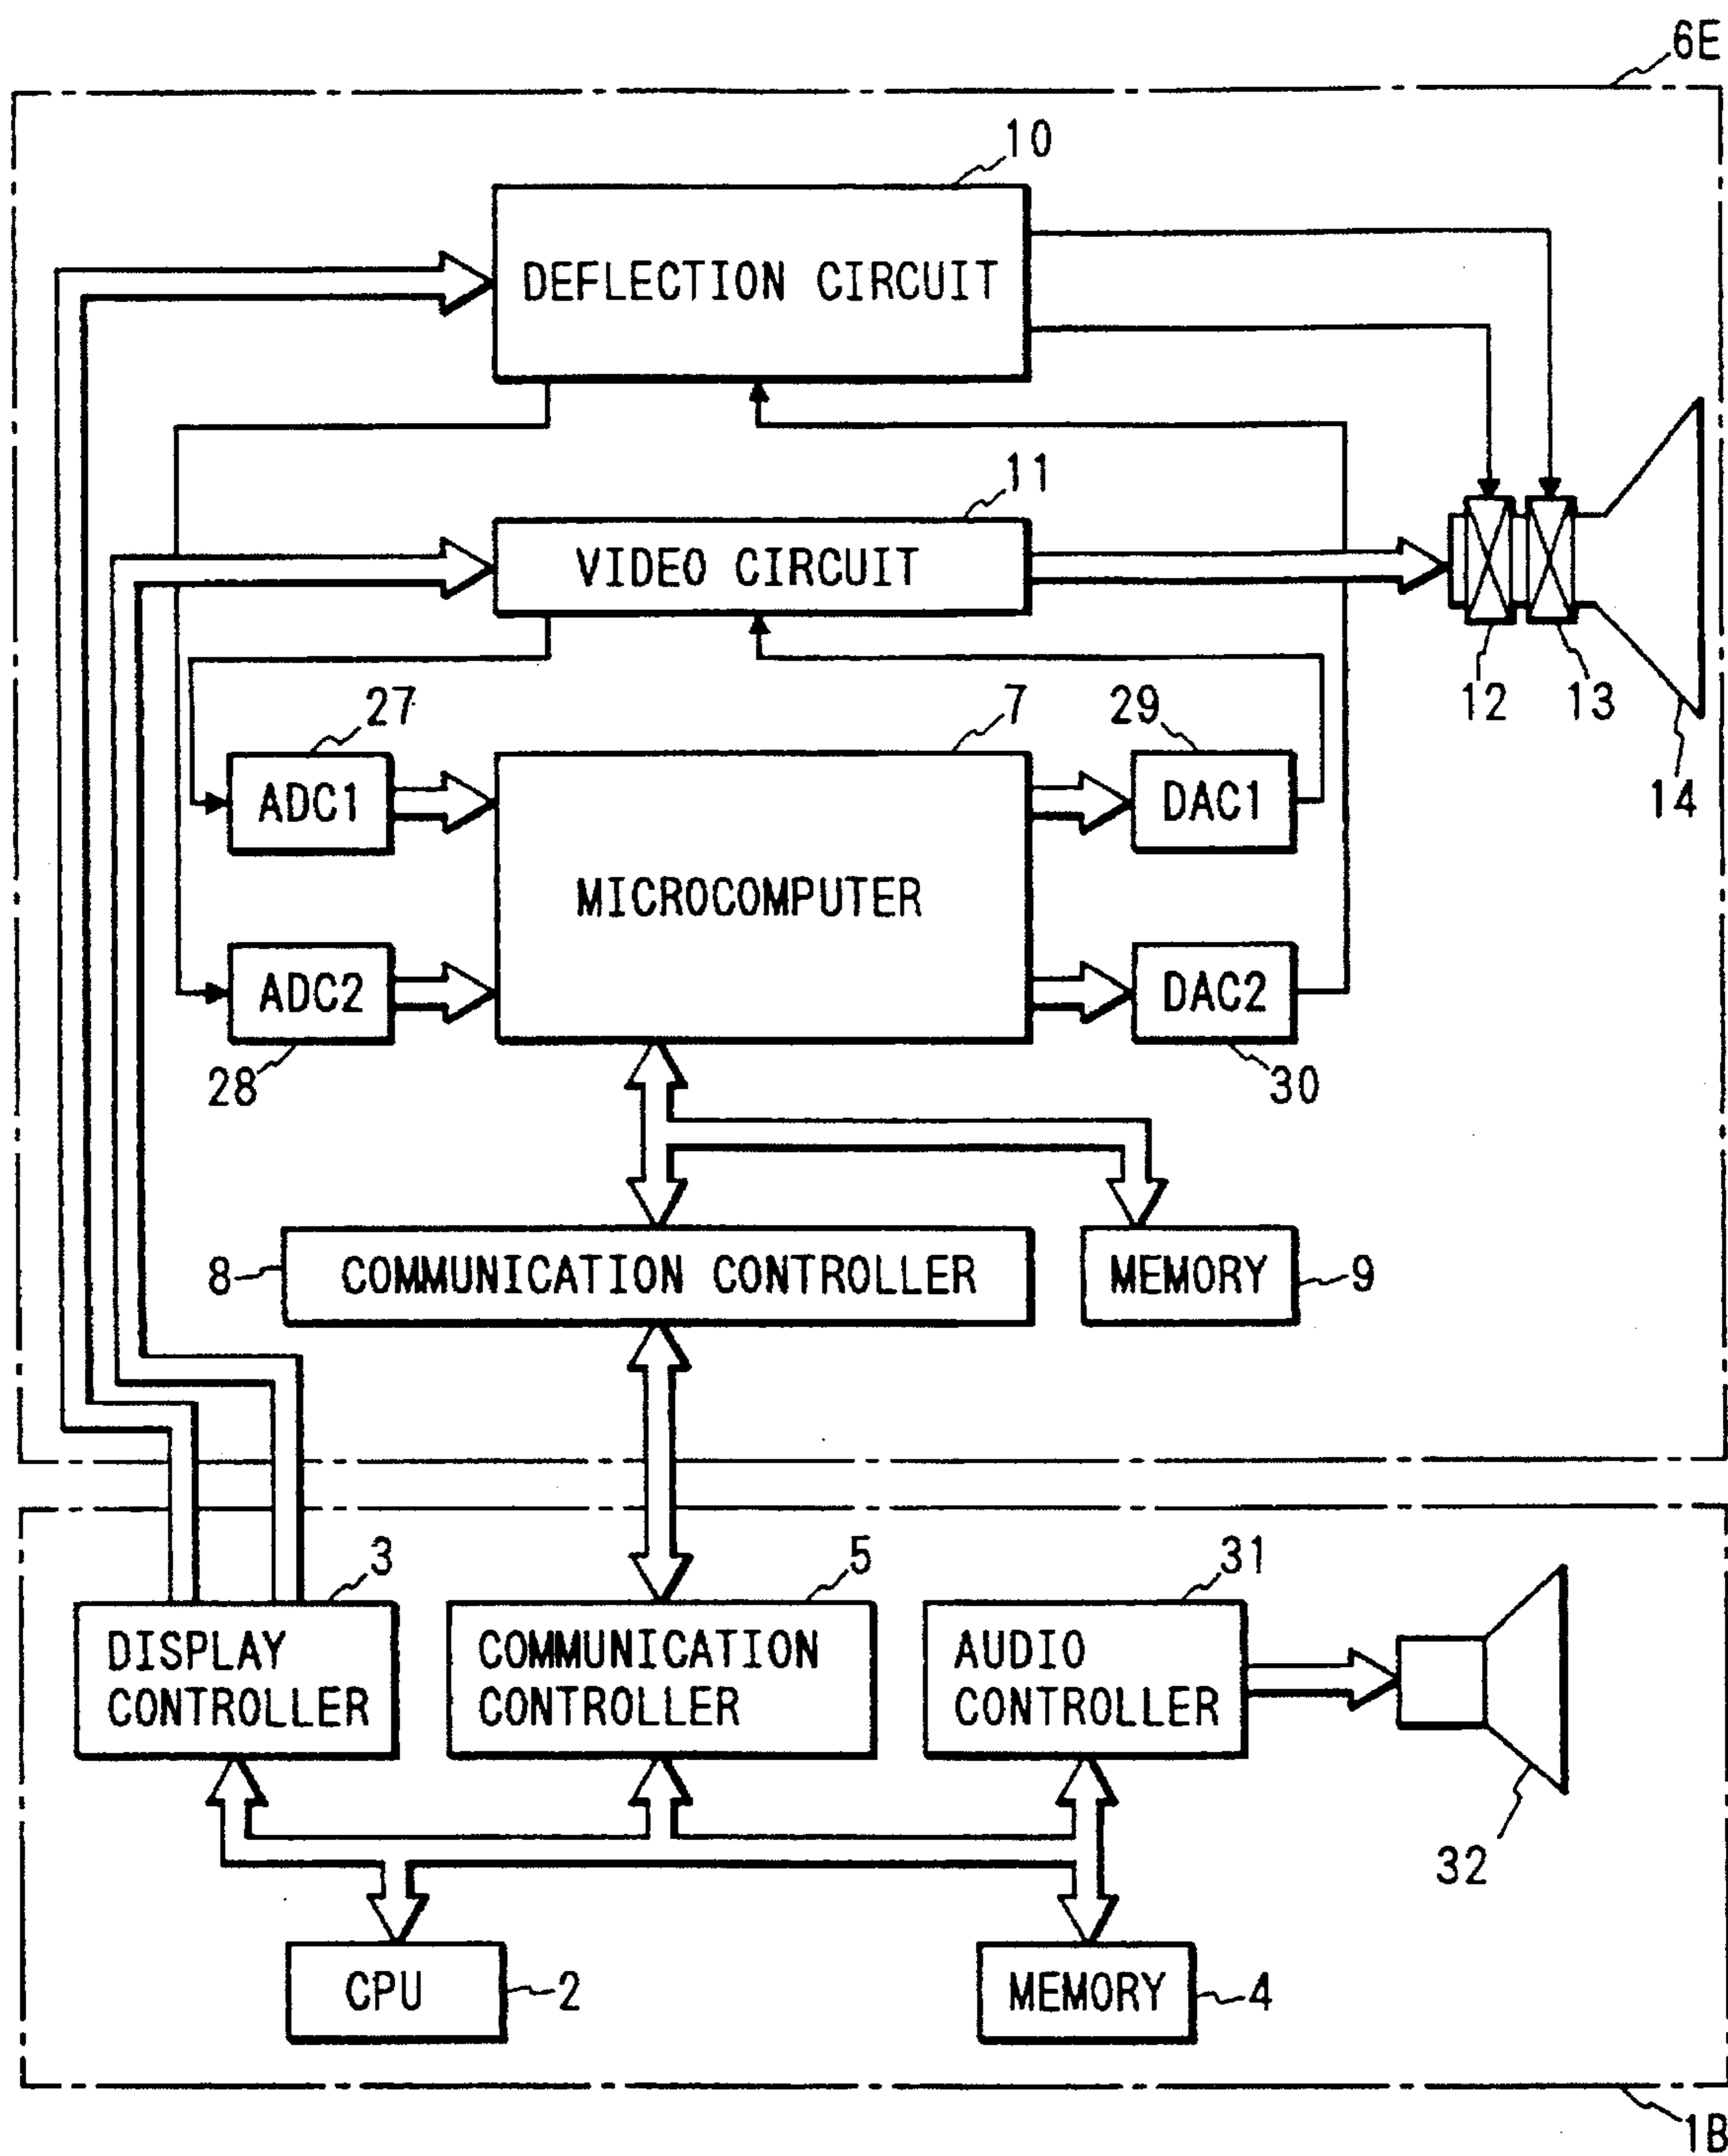 6E
10
DEFLECTION CIRCUIT
11
VIDEO CIRCUIT
12
13
14
27
7
29
ADC1
DAC1
MICROCOMPUTER
ADC2
DAC2
28
30
8
COMMUNICATION CONTROLLER
MEMORY
9
3
5
31
DISPLAY
CONTROLLER
COMMUNICATION
CONTROLLER
AUDIO
CONTROLLER
32
CPU
2
MEMORY
4
1B